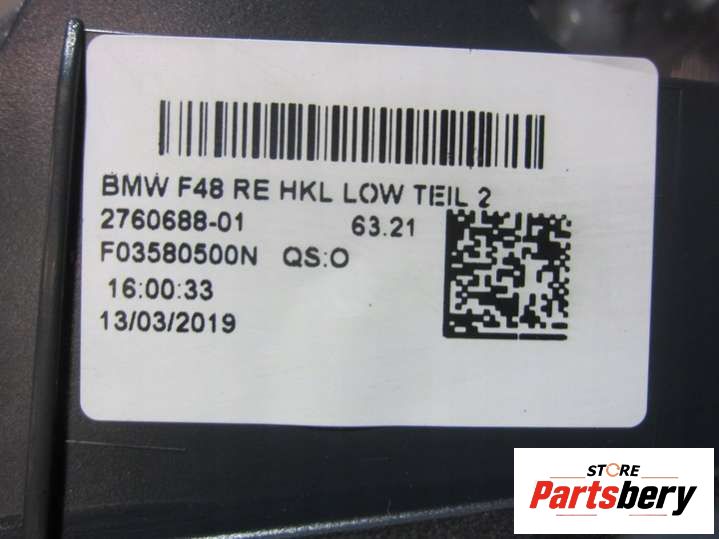 BMW F48 RE HKL LOW TEIL 2
2760688-01 63.21
F03580500N QS:O
16:00:33
13/03/2019
STORE
Partsbery